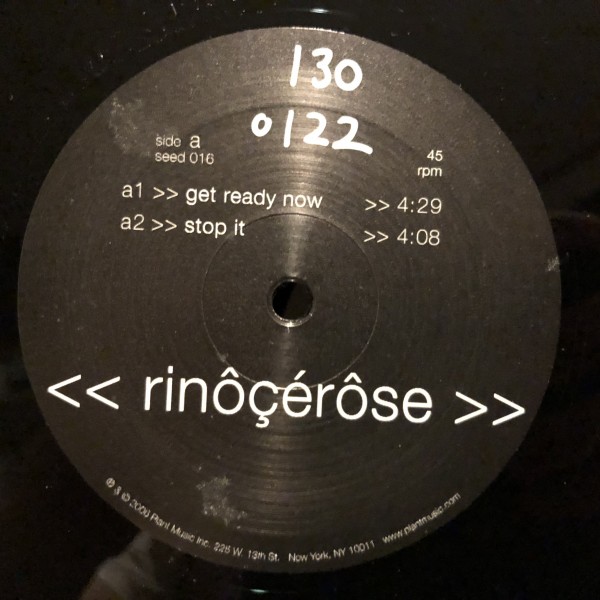 130
0122
side a
seed 016
45
rpm
a1 >> get ready now >> 4:29
a2 >> stop it >> 4:08
<< rinôçérôse >>
Plant Music Inc. 225 W. 13th St. New York, NY 10011 www.plantmusic.com